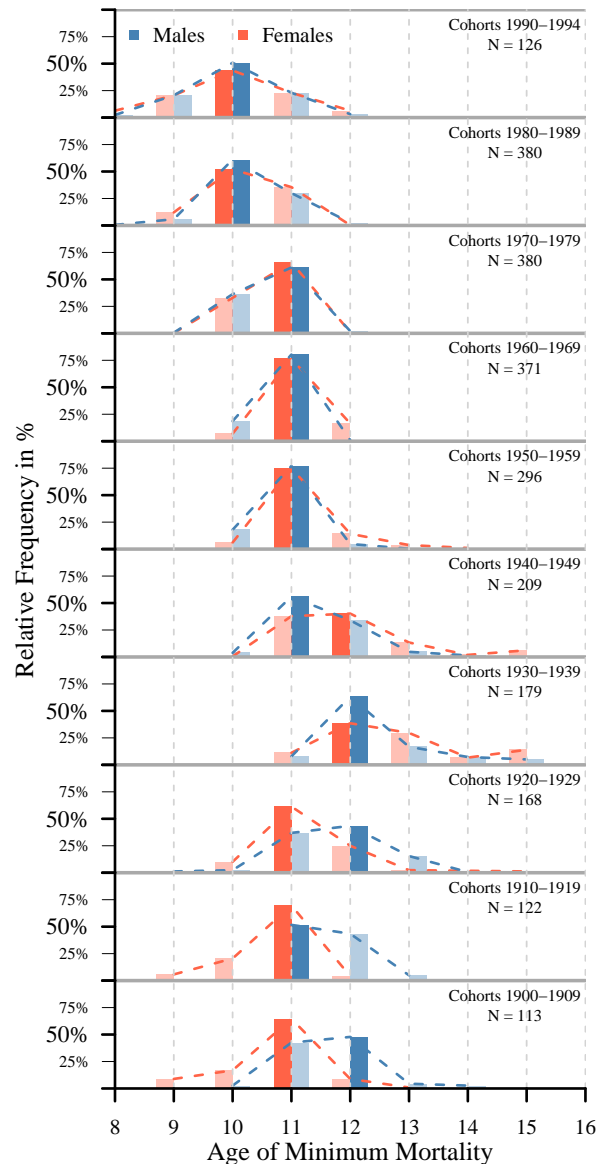 Males
Females
Cohorts 1990−1994
N = 126
75%
50%
25%
Cohorts 1980−1989
N = 380
75%
50%
25%
Cohorts 1970−1979
N = 380
75%
50%
25%
Cohorts 1960−1969
N = 371
75%
50%
25%
Cohorts 1950−1959
N = 296
75%
50%
25%
Cohorts 1940−1949
N = 209
75%
50%
25%
Cohorts 1930−1939
N = 179
75%
50%
25%
Cohorts 1920−1929
N = 168
75%
50%
25%
Cohorts 1910−1919
N = 122
75%
50%
25%
Cohorts 1900−1909
N = 113
75%
50%
25%
Relative Frequency in %
8 9 10 11 12 13 14 15 16
Age of Minimum Mortality